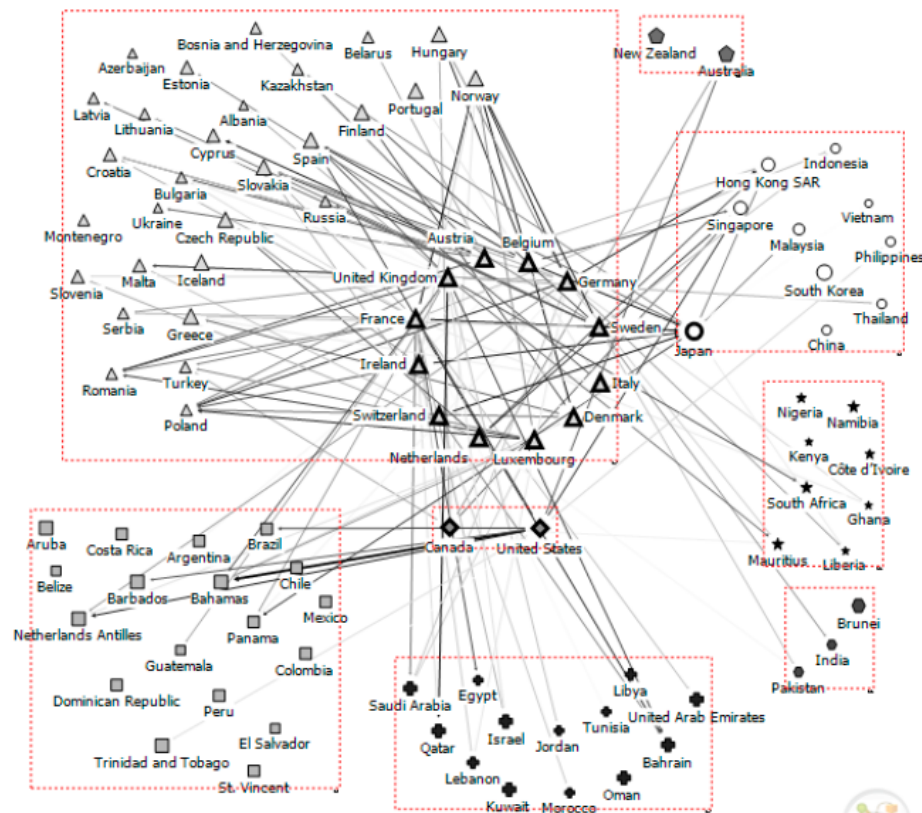 Bosnia and Herzegovina
Belarus
Hungary
Azerbaijan
Estonia
Kazakhstan
Portugal
Norway
Latvia
Lithuania
Albania
Finland
Cyprus
Spain
Croatia
Bulgaria
Slovakia
Ukraine
Russia
Montenegro
Czech Republic
Austria
Belgium
Slovenia
Malta
Iceland
United Kingdom
Germany
Serbia
Greece
France
Sweden
Romania
Turkey
Ireland
Italy
Poland
Switzerland
Denmark
Netherlands
Luxembourg
New Zealand
Australia
Indonesia
Hong Kong SAR
Singapore
Vietnam
Malaysia
Philippines
South Korea
Thailand
Japan
China
Nigeria
Namibia
Kenya
Côte d'Ivoire
South Africa
Ghana
Mauritius
Liberia
Canada
United States
Aruba
Costa Rica
Argentina
Brazil
Belize
Barbados
Bahamas
Chile
Netherlands Antilles
Panama
Mexico
Guatemala
Colombia
Dominican Republic
Peru
El Salvador
Trinidad and Tobago
St. Vincent
Brunei
India
Pakistan
Saudi Arabia
Egypt
Libya
United Arab Emirates
Qatar
Israel
Jordan
Tunisia
Bahrain
Lebanon
Kuwait
Morocco
Oman